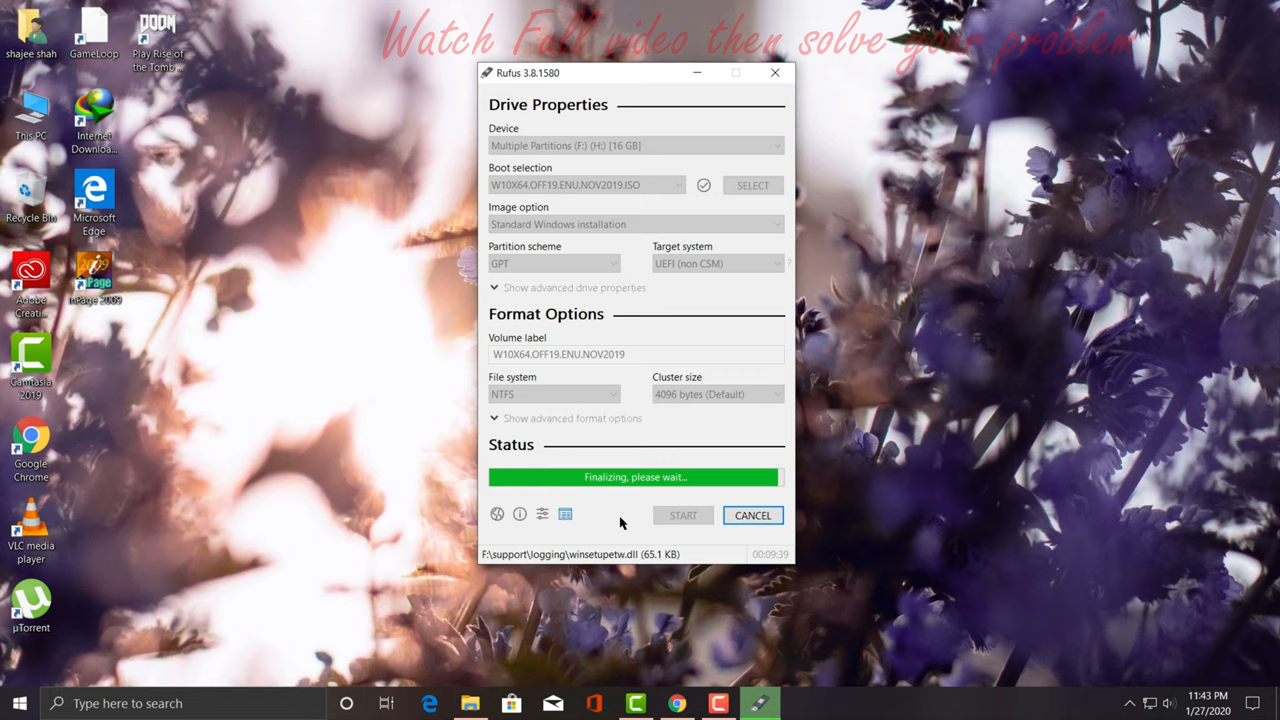 Watch Full video then solve your problem
shajee shah
GameLoop
DOOM
Play Rise of
the Tomb ...
This PC
Internet
Downloa...
Recycle Bin
Microsoft
Edge
Adobe
Creati...
2009
inPage
InPage 2009
Camtasia
2019
Google
Chrome
VLC media
player
µTorrent
Rufus 3.8.1580
Drive Properties
Device
Multiple Partitions (F:) (H:) [16 GB]
Boot selection
W10X64.OFF19.ENU.NOV2019.ISO
SELECT
Image option
Standard Windows installation
Partition scheme
Target system
GPT
UEFI (non CSM)
?
Show advanced drive properties
Format Options
Volume label
W10X64.OFF19.ENU.NOV2019
File system
Cluster size
NTFS
4096 bytes (Default)
Show advanced format options
Status
Finalizing, please wait...
START
CANCEL
F:\support\logging\winsetupetw.dll (65.1 KB)
00:09:39
Type here to search
11:43 PM
1/27/2020